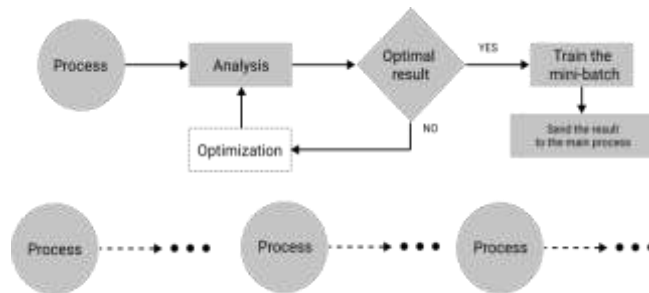 Process
Analysis
Optimal
result
YES
Train the
mini-batch
NO
Optimization
Send the result
to the main process
Process
Process
Process